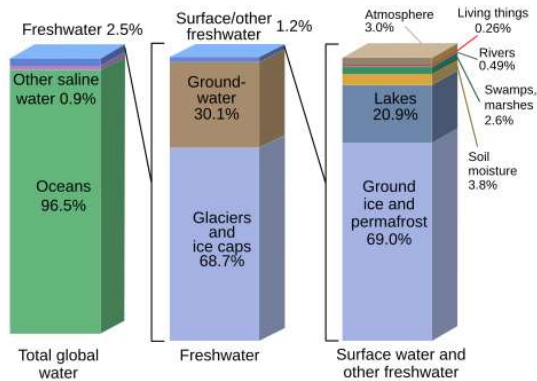 Freshwater 2.5%
Other saline
water 0.9%
Oceans
96.5%
Total global
water
Surface/other
freshwater
1.2%
Ground-
water
30.1%
Glaciers
and
ice caps
68.7%
Freshwater
Atmosphere
3.0%
Living things
0.26%
Rivers
0.49%
Swamps,
marshes
2.6%
Soil
moisture
3.8%
Lakes
20.9%
Ground
ice and
permafrost
69.0%
Surface water and
other freshwater